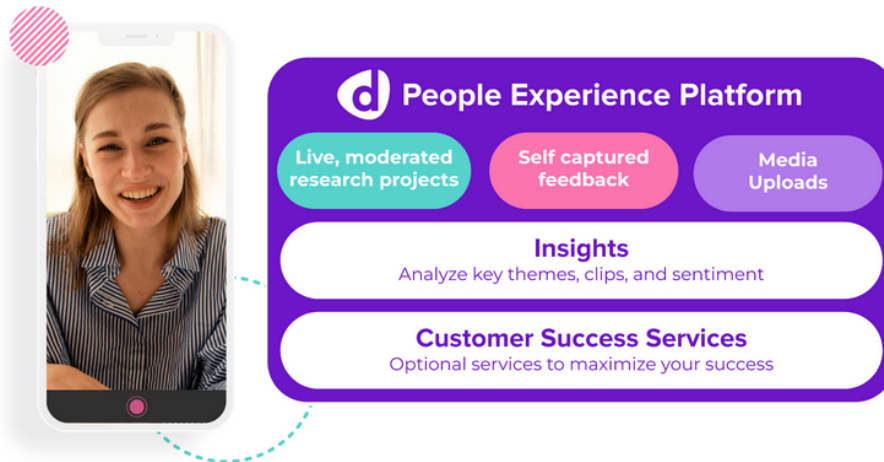 d People Experience Platform
Live, moderated
research projects
Self captured
feedback
Media
Uploads
Insights
Analyze key themes, clips, and sentiment
Customer Success Services
Optional services to maximize your success